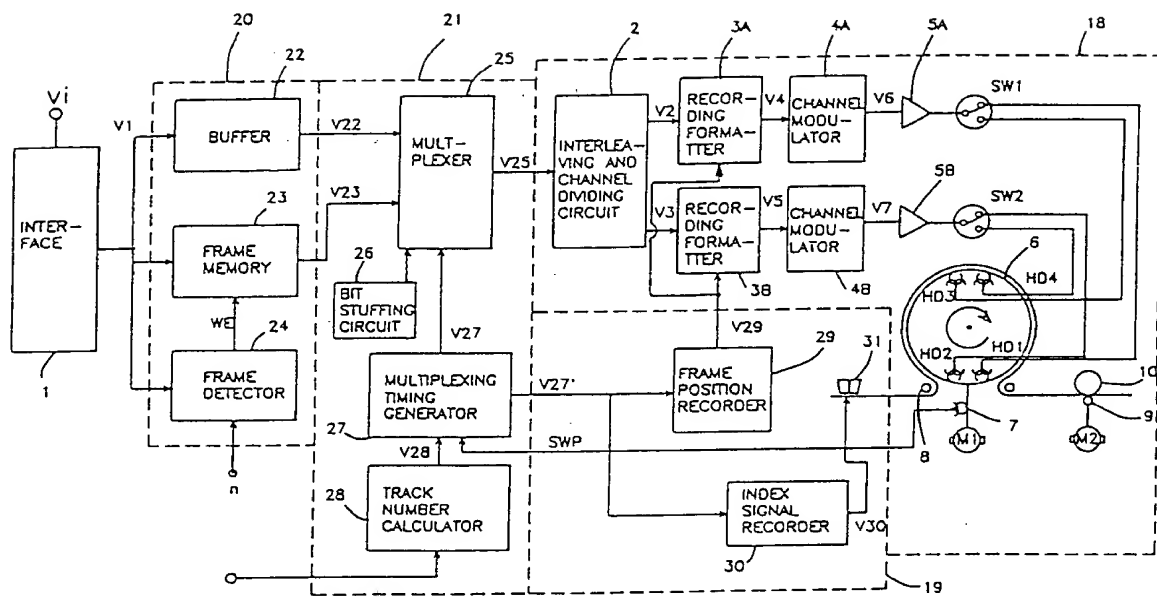 20
21
2
3A
4A
5A
18
22
25
Vi
SW1
V1
BUFFER
V22
MULT-
PLEXER
V25
INTERLEA-
VING AND
CHANNEL
DIVIDING
CIRCUIT
V2
RECOR-
DING
FORMA-
TTER
V4
CHANNEL
MODU-
LATOR
V6
INTER-
FACE
23
V23
FRAME
MEMORY
V3
RECOR-
DING
FORMA-
TTER
V5
CHANNEL
MODU-
LATOR
V7
5B
SW2
26
BIT
STUFFING
CIRCUIT
3B
4B
6
HD3
HD4
WE
24
V27
V29
29
31
HD2
HD1
1
FRAME
DETECTOR
MULTIPLEXING
TIMING
GENERATOR
V27'
FRAME
POSITION
RECORDER
10
27
SWP
8
M1
7
M2
9
V28
n
28
TRACK
NUMBER
CALCULATOR
INDEX
SIGNAL
RECORDER
V30
30
19